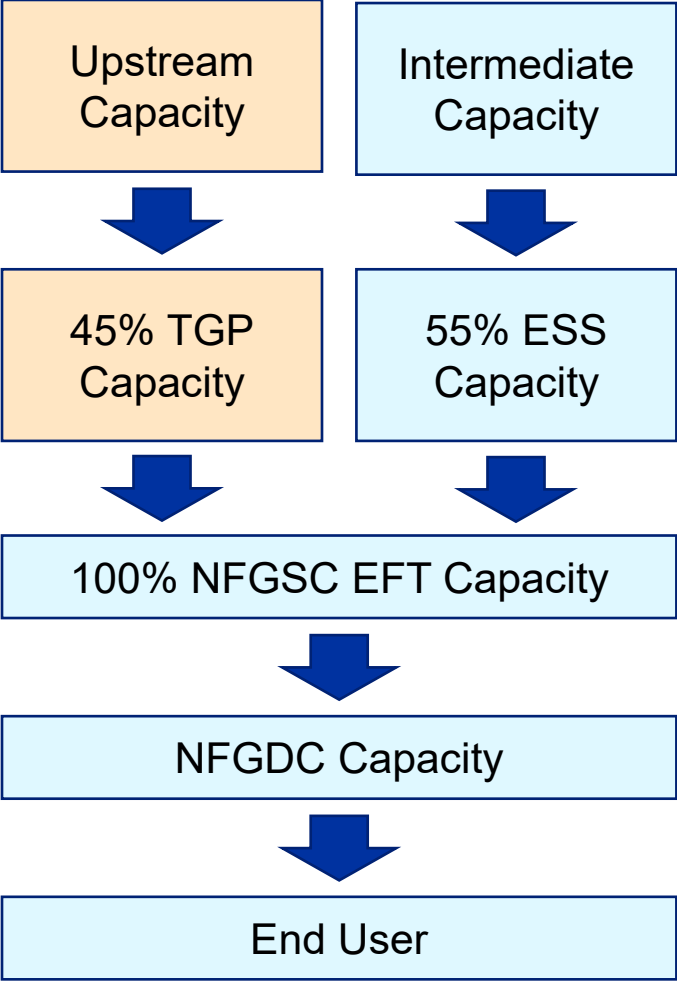 Upstream
Capacity
Intermediate
Capacity
45% TGP
Capacity
55% ESS
Capacity
100% NFGSC EFT Capacity
NFGDC Capacity
End User